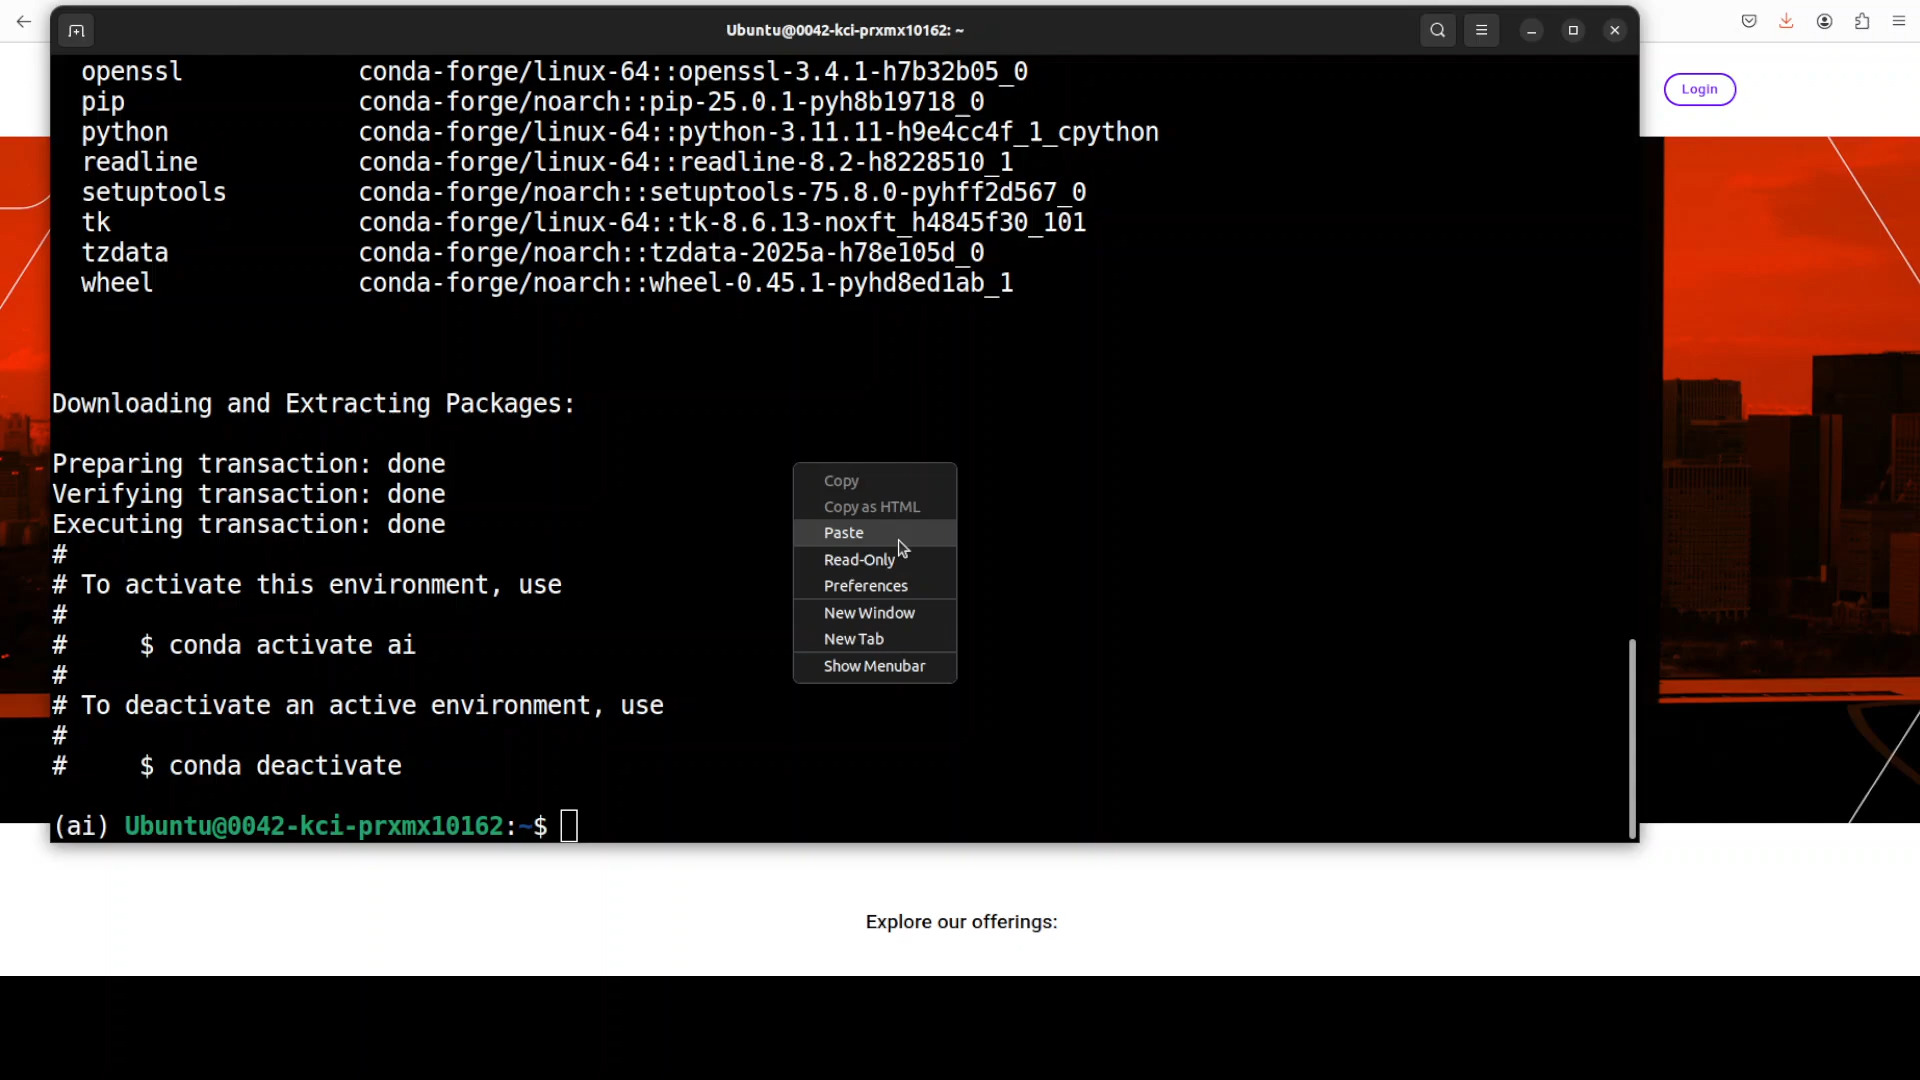 Ubuntu@0042-kci-prxmx10162: ~
Login
openssl conda-forge/linux-64::openssl-3.4.1-h7b32b05_0
pip conda-forge/noarch::pip-25.0.1-pyh8b19718_0
python conda-forge/linux-64::python-3.11.11-h9e4cc4f_1_cpython
readline conda-forge/linux-64::readline-8.2-h8228510_1
setuptools conda-forge/noarch::setuptools-75.8.0-pyhff2d567_0
tk conda-forge/linux-64::tk-8.6.13-noxft_h4845f30_101
tzdata conda-forge/noarch::tzdata-2025a-h78e105d_0
wheel conda-forge/noarch::wheel-0.45.1-pyhd8ed1ab_1
Downloading and Extracting Packages:
Preparing transaction: done
Verifying transaction: done
Executing transaction: done
#
# To activate this environment, use
#
# $ conda activate ai
#
# To deactivate an active environment, use
#
# $ conda deactivate
(ai) Ubuntu@0042-kci-prxmx10162:~$
Copy
Copy as HTML
Paste
Read-Only
Preferences
New Window
New Tab
Show Menubar
Explore our offerings: